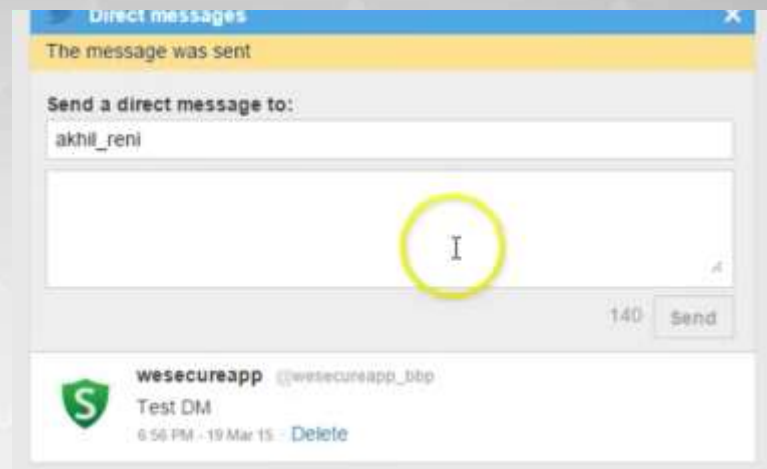 Direct messages ×
The message was sent
Send a direct message to:
akhil_reni
140 Send
wesecureapp @wesecureapp_bbp
Test DM
6:56 PM - 19 Mar 15 · Delete